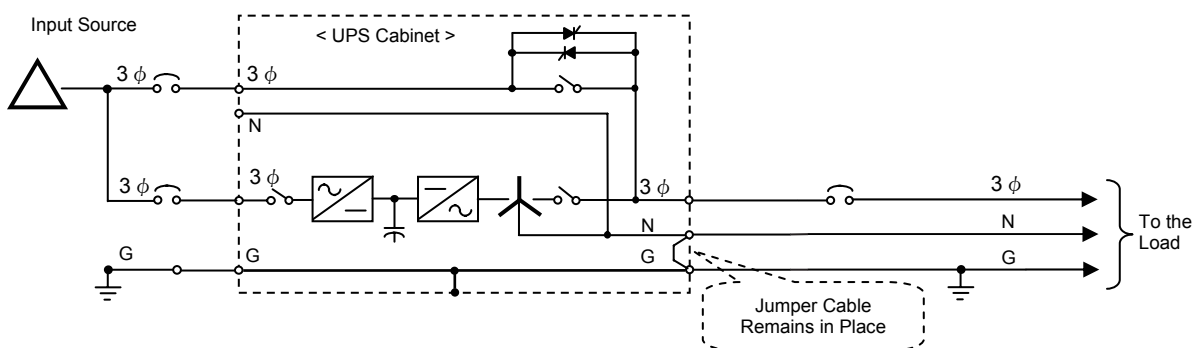 Input Source
< UPS Cabinet >
3 ϕ
3 ϕ
N
3 ϕ
3 ϕ
3 ϕ
3 ϕ
N
N
G
G
G
G
To the
Load
Jumper Cable
Remains in Place